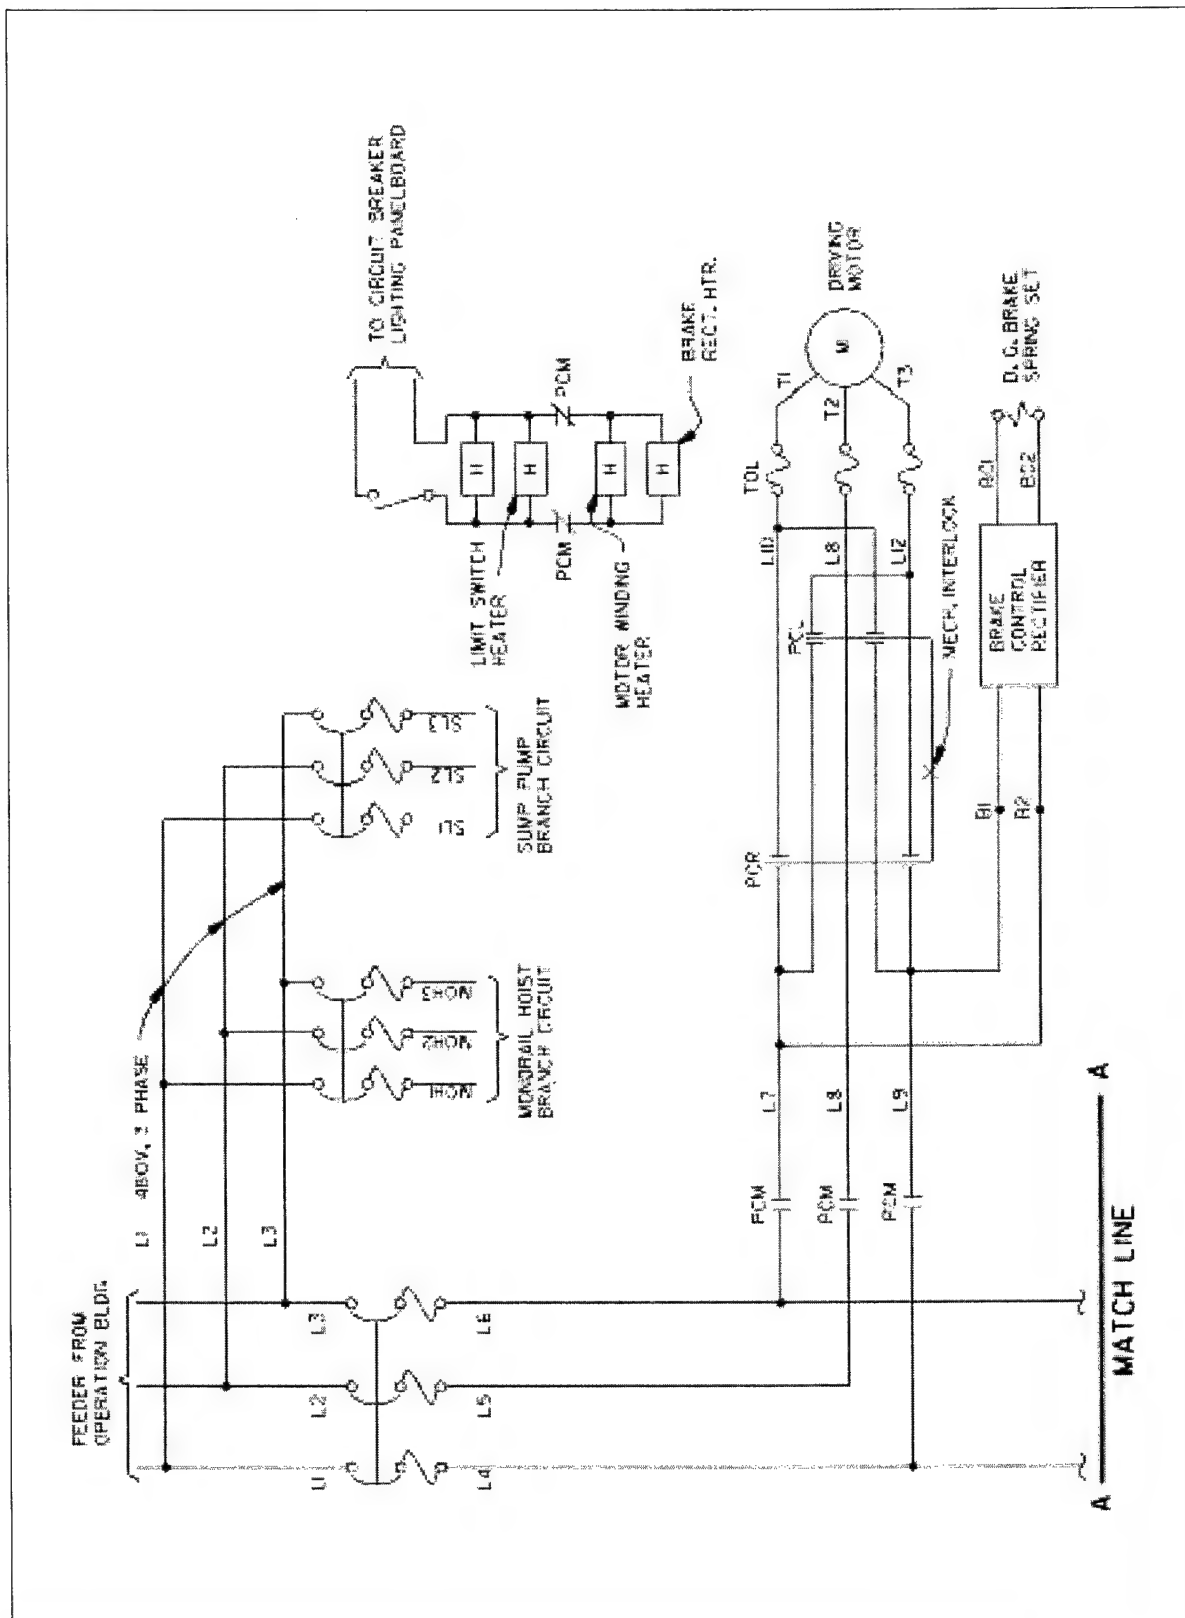 FEEDER FROM
OPERATION BLDG.
L1
480V, 3 PHASE
L2
L3
L1
L2
L3
L4
L5
L6
MOH1
MOH2
MOH3
MONORAIL HOIST
BRANCH CIRCUIT
SL1
SL2
SL3
SUMP PUMP
BRANCH CIRCUIT
TO CIRCUIT BREAKER
LIGHTING PANELBOARD
H
H
H
H
PCM
PCM
LIMIT SWITCH
HEATER
MOTOR WINDING
HEATER
BRAKE
RECT. HTR.
PCM
PCM
PCM
L7
L8
L9
PCR
PCL
MECH. INTERLOCK
L10
L8
L12
TOL
T1
T2
T3
M
DRIVING
MOTOR
B1
B2
BRAKE
CONTROL
RECTIFIER
BC1
BC2
D. C. BRAKE
SPRING SET
A
A
MATCH LINE